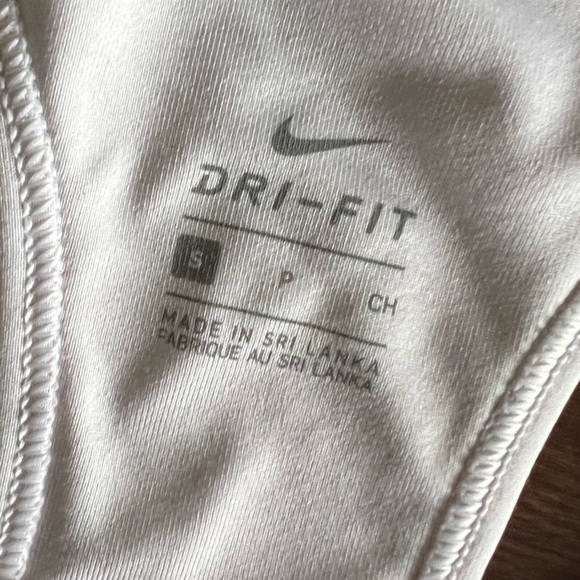 DRI-FIT
S P CH
MADE IN SRI LANKA
FABRIQUE AU SRI LANKA